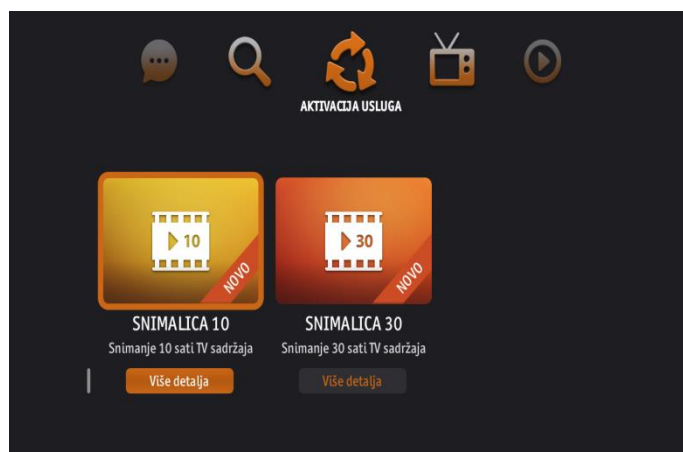 AKTIVACIJA USLUGA
10
NOVO
30
NOVO
SNIMALICA 10
SNIMALICA 30
Snimanje 10 sati TV sadržaja
Snimanje 30 sati TV sadržaja
Više detalja
Više detalja